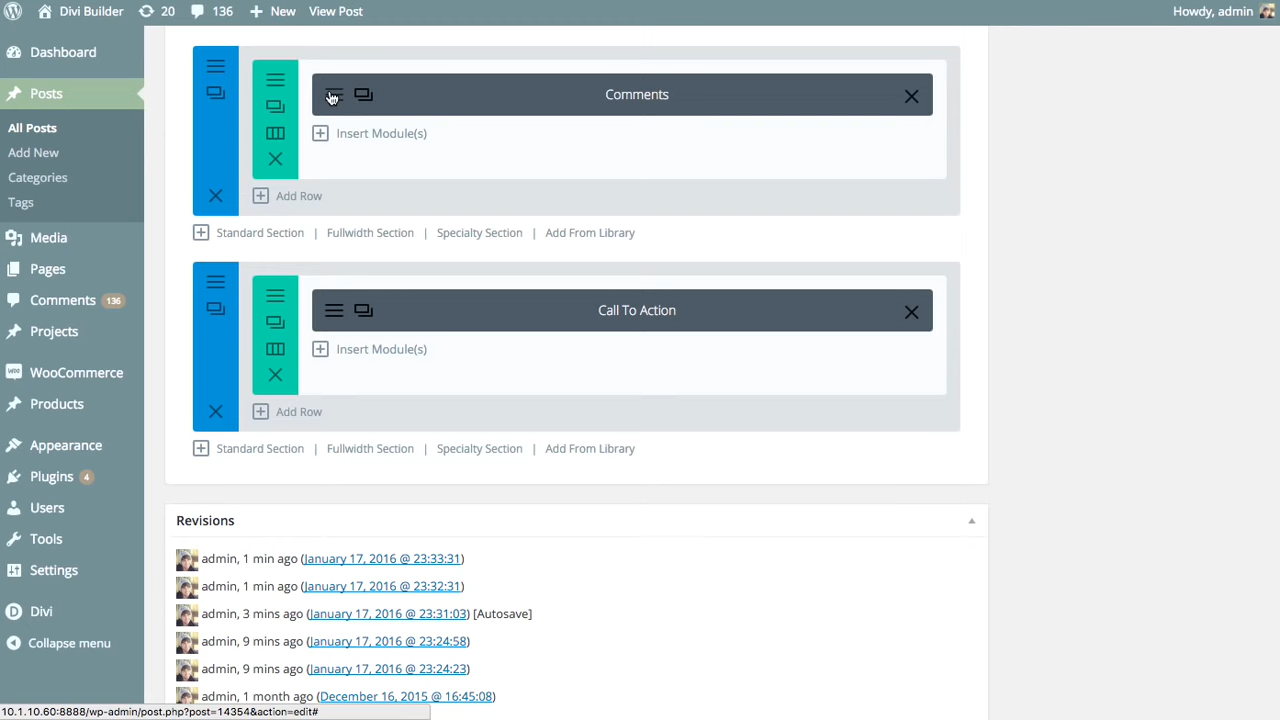 Divi Builder 20 136 New View Post Howdy, admin
Dashboard
Posts
All Posts
Add New
Categories
Tags
Media
Pages
Comments 136
Projects
WooCommerce
Products
Appearance
Plugins 4
Users
Tools
Settings
Divi
Collapse menu
Comments
Insert Module(s)
Add Row
Standard Section | Fullwidth Section | Specialty Section | Add From Library
Call To Action
Insert Module(s)
Add Row
Standard Section | Fullwidth Section | Specialty Section | Add From Library
Revisions
admin, 1 min ago (January 17, 2016 @ 23:33:31)
admin, 1 min ago (January 17, 2016 @ 23:32:31)
admin, 3 mins ago (January 17, 2016 @ 23:31:03) [Autosave]
admin, 9 mins ago (January 17, 2016 @ 23:24:58)
admin, 9 mins ago (January 17, 2016 @ 23:24:23)
admin, 1 month ago (December 16, 2015 @ 16:45:08)
10.1.10.60:8888/wp-admin/post.php?post=14354&action=edit#